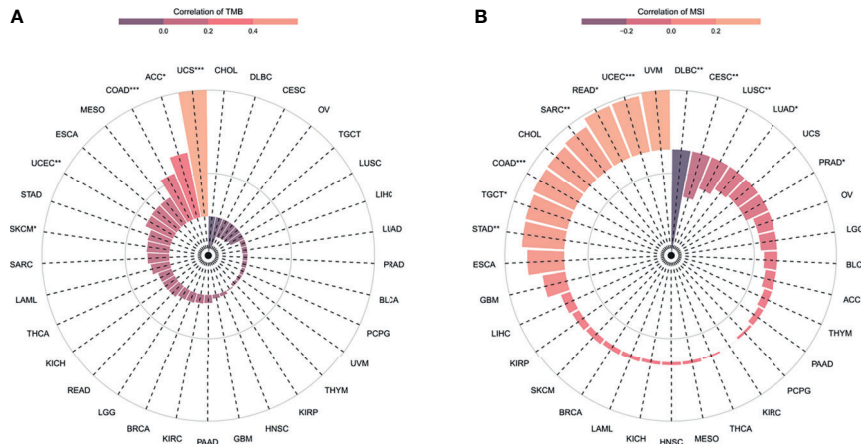 A
Correlation of TMB
0.0 0.2 0.4
UCS***
CHOL
DLBC
CESC
OV
TGCT
LUSC
LIHC
LUAD
PRAD
BLCA
PCPG
UVM
THYM
KIRP
HNSC
GBM
PAAD
KIRC
BRCA
LGG
READ
KICH
THCA
LAML
SARC
SKCM*
STAD
UCEC**
ESCA
MESO
COAD***
ACC*
B
Correlation of MSI
−0.2 0.0 0.2
UVM
DLBC**
CESC**
LUSC**
LUAD*
UCS
PRAD*
OV
LGG
BLC
ACC
THYM
PAAD
PCPG
KIRC
THCA
MESO
HNSC
KICH
LAML
BRCA
SKCM
KIRP
LIHC
GBM
ESCA
STAD**
TGCT*
COAD***
CHOL
SARC**
READ*
UCEC***